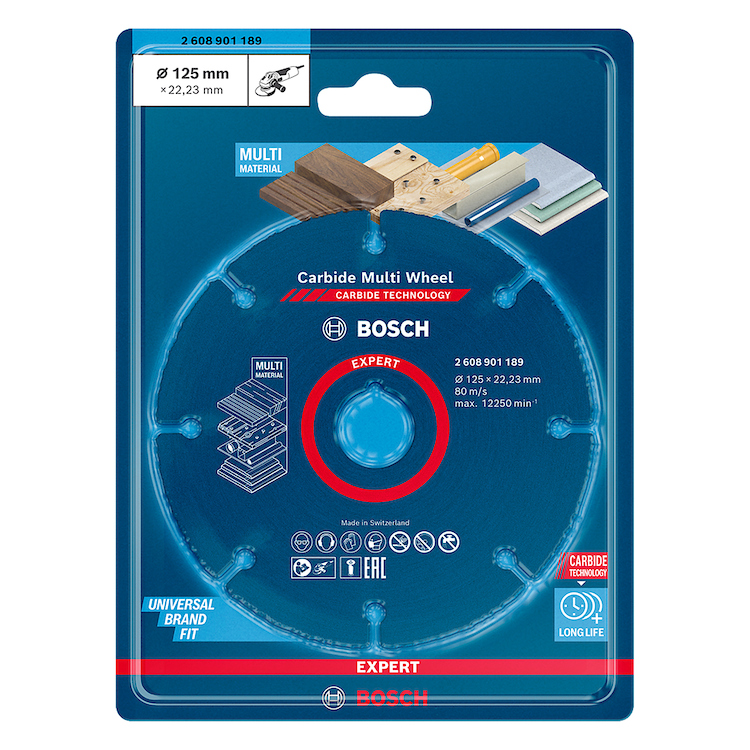 2 608 901 189
Ø 125 mm
× 22,23 mm
MULTI
MATERIAL
Carbide Multi Wheel
CARBIDE TECHNOLOGY
BOSCH
EXPERT
2 608 901 189
Ø 125 × 22,23 mm
80 m/s
max. 12250 min⁻¹
MULTI
MATERIAL
Made in Switzerland
EAC
CARBIDE
TECHNOLOGY
LONG LIFE
UNIVERSAL
BRAND
FIT
EXPERT
BOSCH